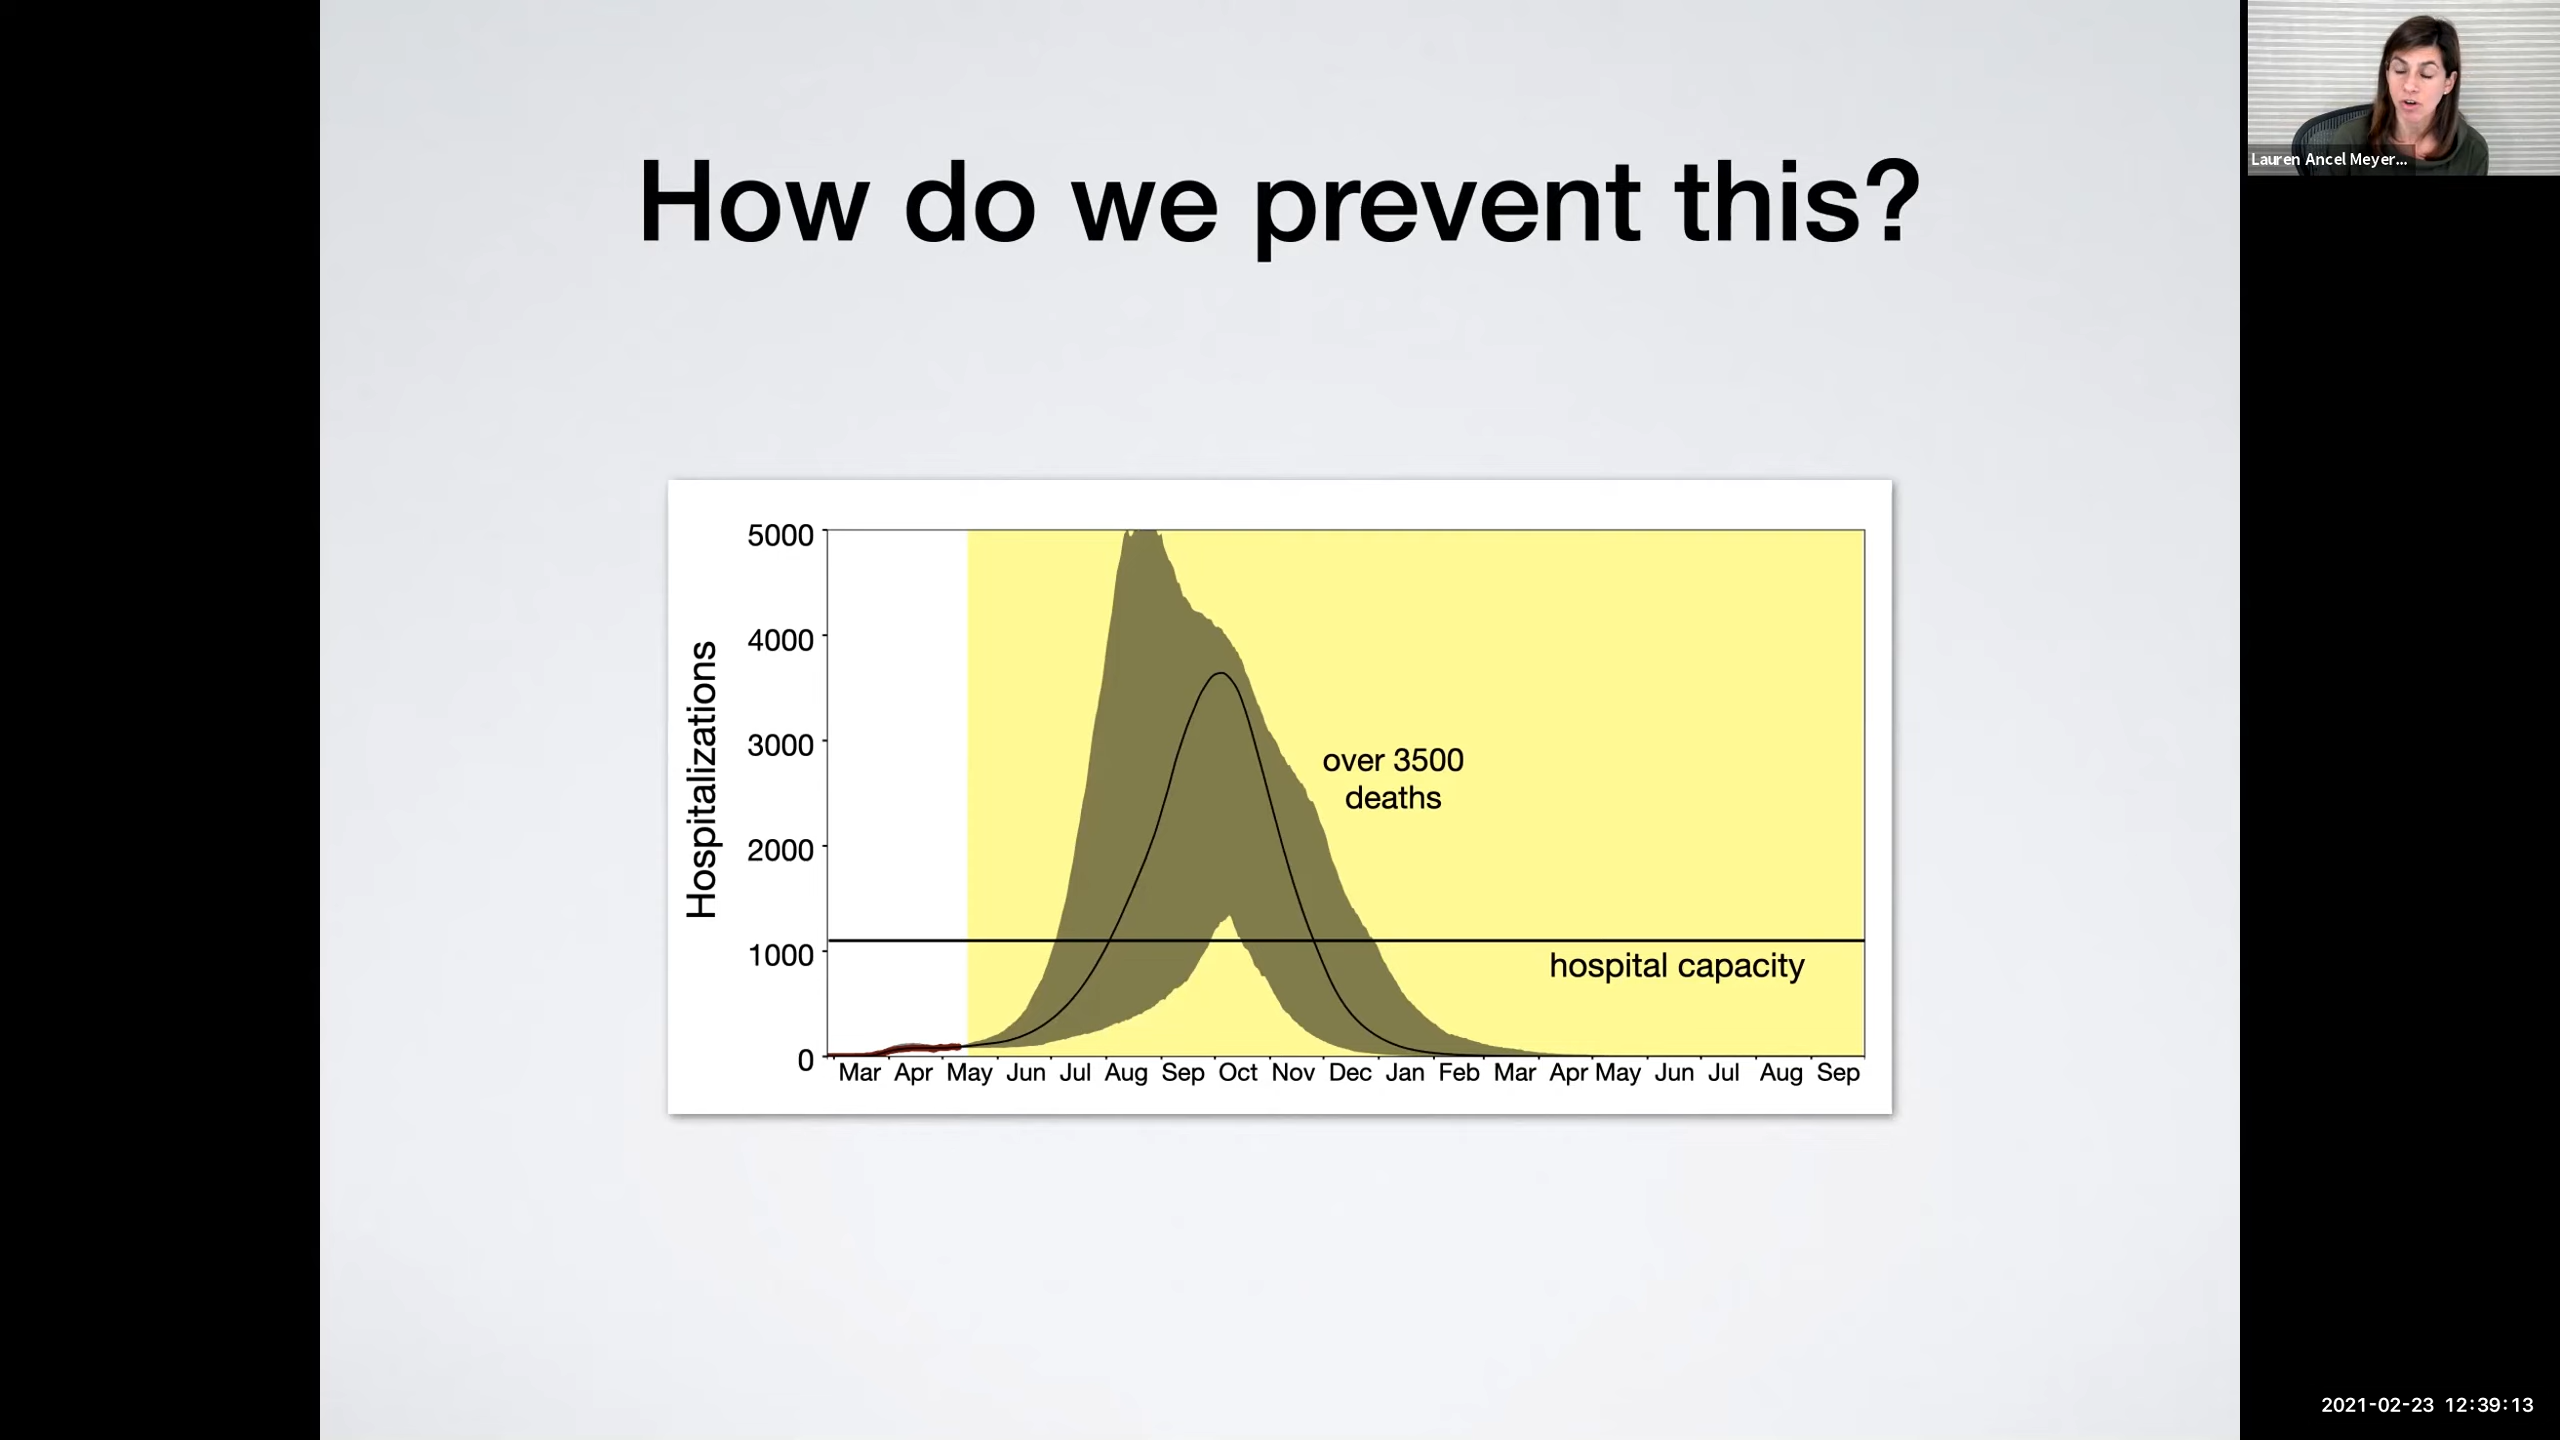 How do we prevent this?
Lauren Ancel Meyer...
Hospitalizations
5000
4000
3000
2000
1000
0
over 3500
deaths
hospital capacity
Mar Apr May Jun Jul Aug Sep Oct Nov Dec Jan Feb Mar Apr May Jun Jul Aug Sep
2021-02-23 12:39:13